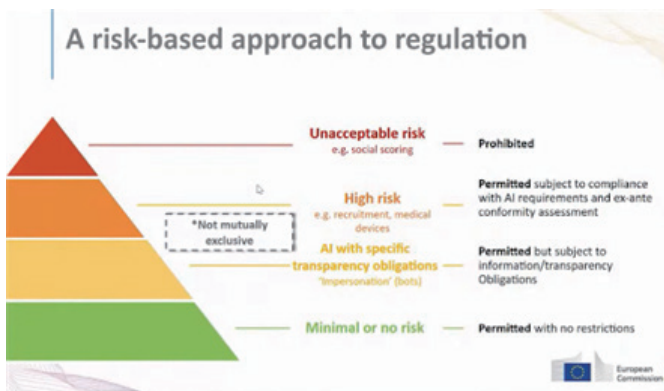 A risk-based approach to regulation
Unacceptable risk
e.g. social scoring
Prohibited
High risk
e.g. recruitment, medical
devices
Permitted subject to compliance
with AI requirements and ex-ante
conformity assessment
*Not mutually
exclusive
AI with specific
transparency obligations
'Impersonation' (bots)
Permitted but subject to
information/transparency
Obligations
Minimal or no risk
Permitted with no restrictions
European
Commission